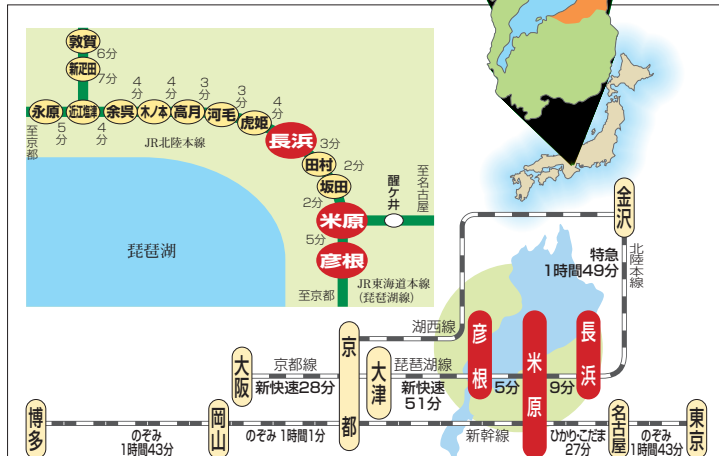 敦賀
6分
新疋田
7分
永原
5分
近江塩津
4分
余呉
4分
木ノ本
4分
高月
3分
河毛
3分
虎姫
4分
長浜
3分
田村
2分
坂田
2分
米原
5分
彦根
醒ケ井
至名古屋
至京都
JR北陸本線
琵琶湖
JR東海道本線
(琵琶湖線)
至京都
金沢
北陸本線
特急
1時間49分
湖西線
大阪
京都線
新快速28分
京都
大津
琵琶湖線
新快速
51分
彦根
5分
米原
9分
長浜
博多
のぞみ
1時間43分
岡山
のぞみ 1時間1分
新幹線
ひかり・こだま
27分
名古屋
のぞみ
1時間43分
東京